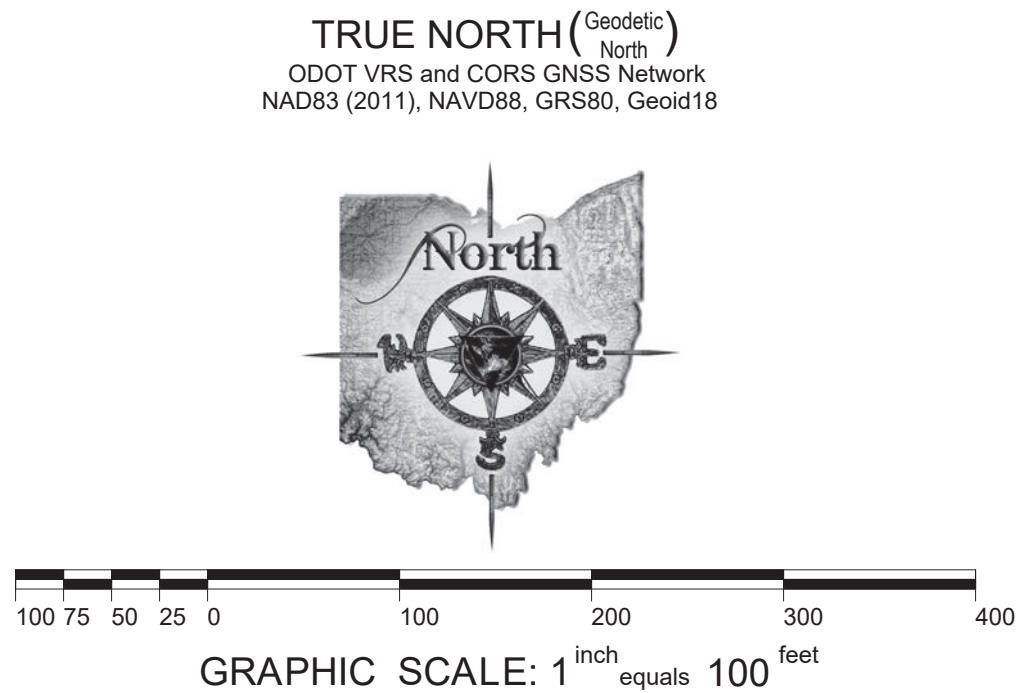 TRUE NORTH (Geodetic North)
ODOT VRS and CORS GNSS Network
NAD83 (2011), NAVD88, GRS80, Geoid18
North
E
S
100 75 50 25 0 100 200 300 400
GRAPHIC SCALE: 1 inch equals 100 feet